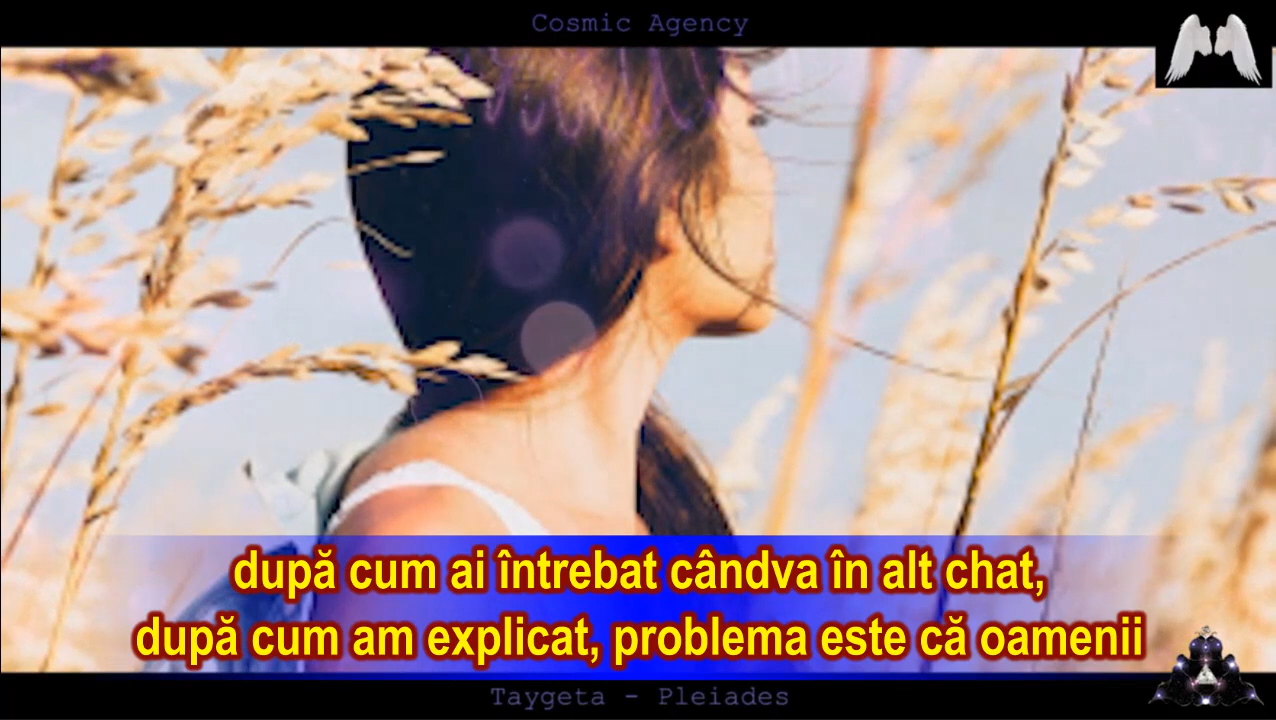 Cosmic Agency
după cum ai întrebat cândva în alt chat,
după cum am explicat, problema este că oamenii
Taygeta - Pleiades